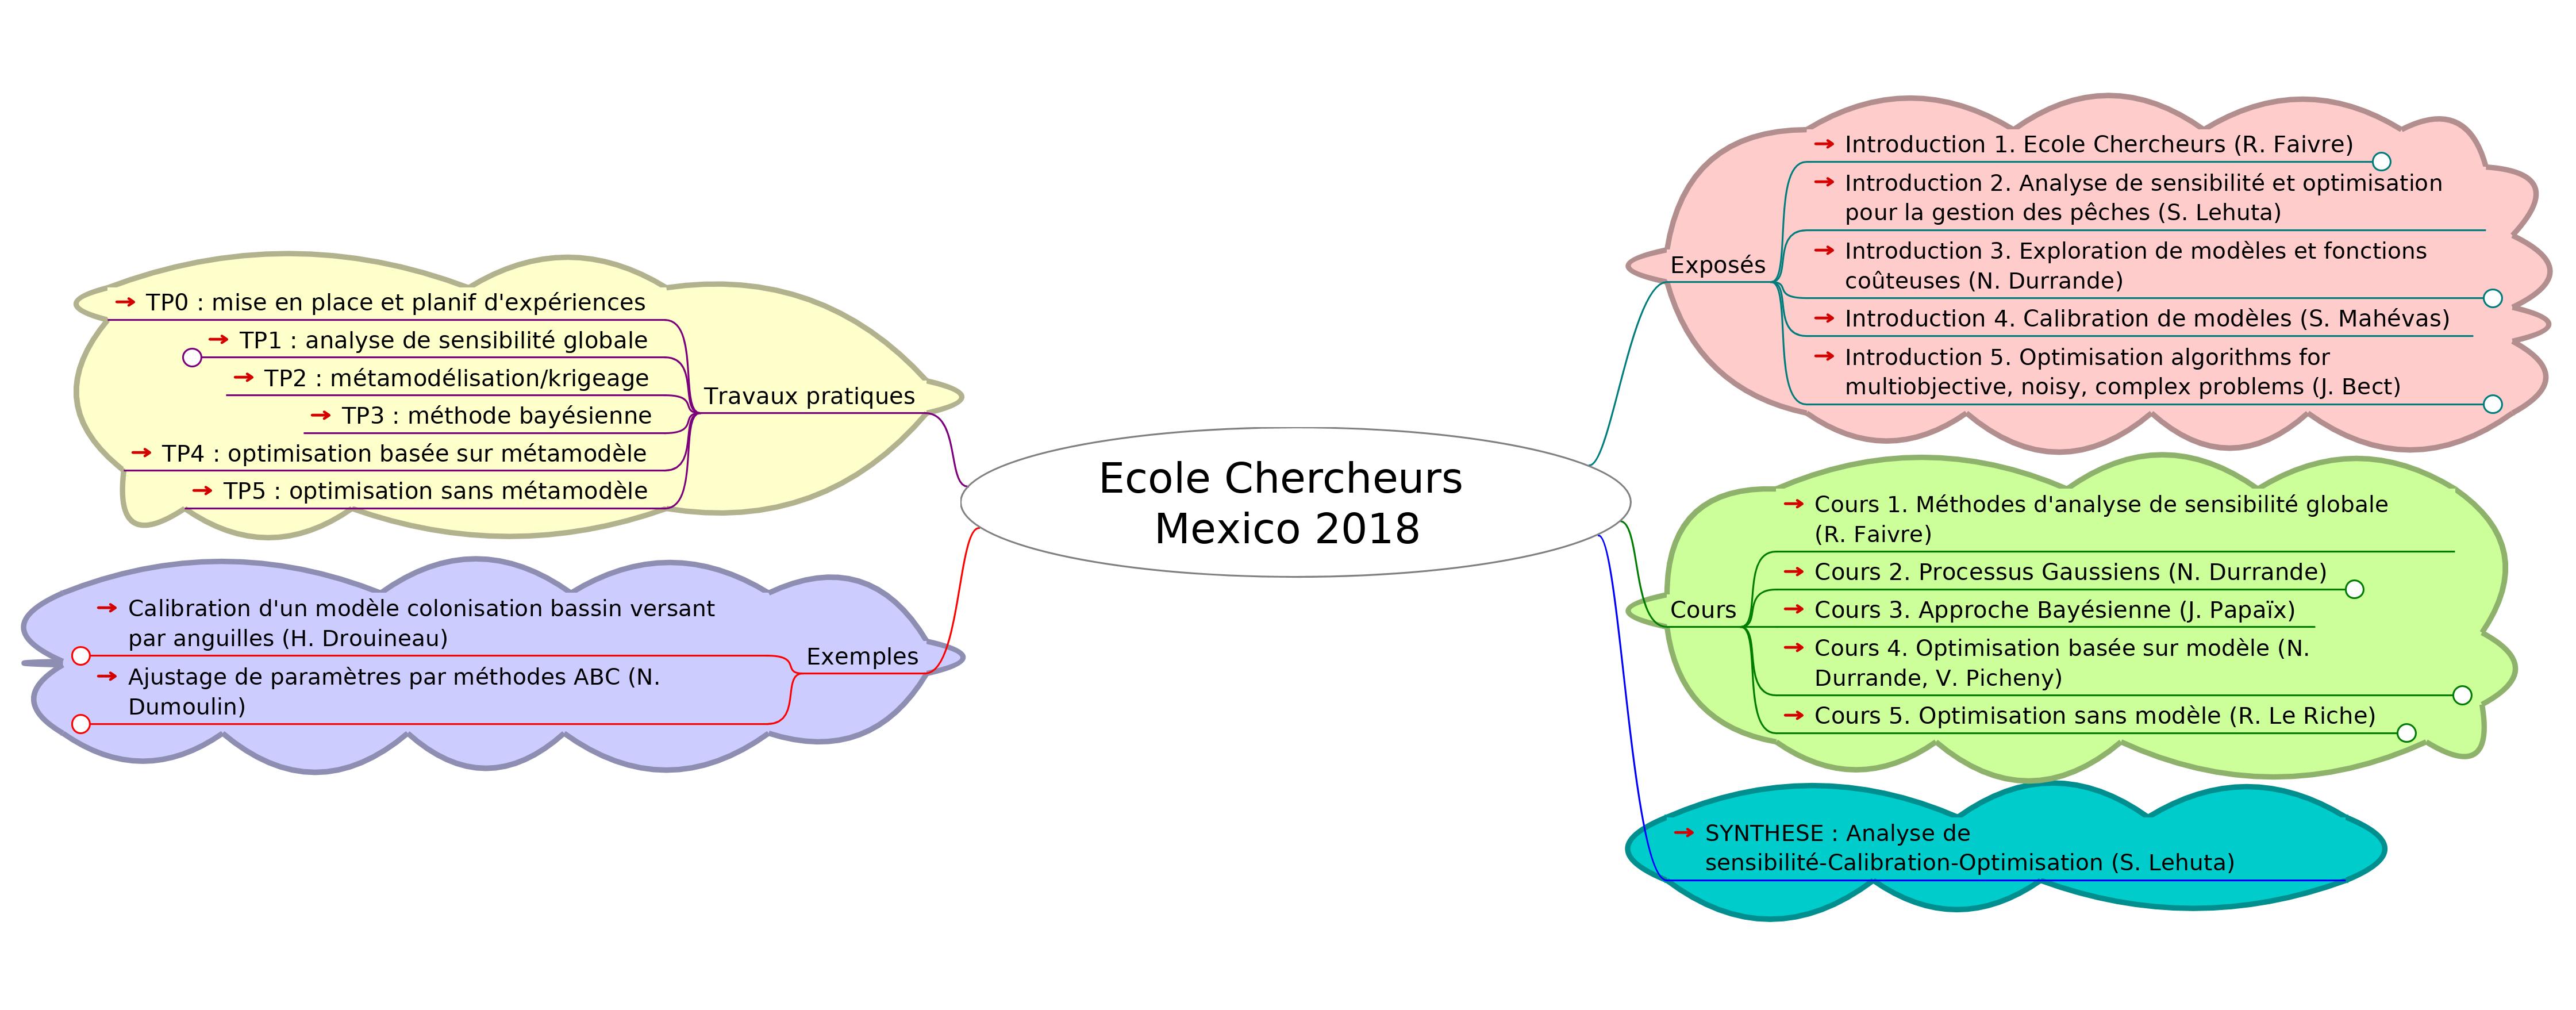 Ecole Chercheurs
Mexico 2018
Travaux pratiques
TP0 : mise en place et planif d'expériences
TP1 : analyse de sensibilité globale
TP2 : métamodélisation/krigeage
TP3 : méthode bayésienne
TP4 : optimisation basée sur métamodèle
TP5 : optimisation sans métamodèle
Exemples
Calibration d'un modèle colonisation bassin versant
par anguilles (H. Drouineau)
Ajustage de paramètres par méthodes ABC (N.
Dumoulin)
Exposés
Introduction 1. Ecole Chercheurs (R. Faivre)
Introduction 2. Analyse de sensibilité et optimisation
pour la gestion des pêches (S. Lehuta)
Introduction 3. Exploration de modèles et fonctions
coûteuses (N. Durrande)
Introduction 4. Calibration de modèles (S. Mahévas)
Introduction 5. Optimisation algorithms for
multiobjective, noisy, complex problems (J. Bect)
Cours
Cours 1. Méthodes d'analyse de sensibilité globale
(R. Faivre)
Cours 2. Processus Gaussiens (N. Durrande)
Cours 3. Approche Bayésienne (J. Papaïx)
Cours 4. Optimisation basée sur modèle (N.
Durrande, V. Picheny)
Cours 5. Optimisation sans modèle (R. Le Riche)
SYNTHESE : Analyse de
sensibilité-Calibration-Optimisation (S. Lehuta)